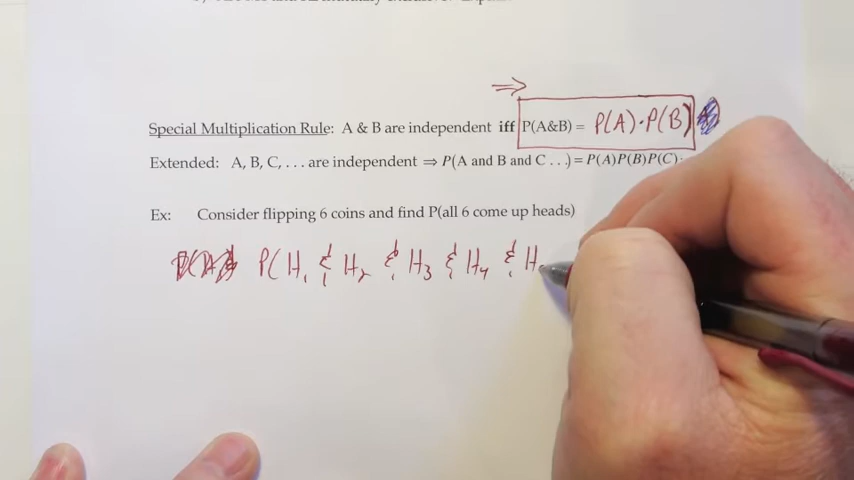 Special Multiplication Rule: A & B are independent iff P(A&B) = P(A)·P(B)
Extended: A, B, C, . . . are independent ⇒ P(A and B and C . . .) = P(A)P(B)P(C)
Ex: Consider flipping 6 coins and find P(all 6 come up heads)
P(H₁ & H₂ & H₃ & H₄ & H